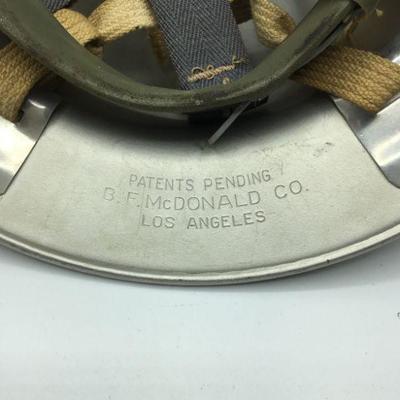 PATENTS PENDING
B. F. McDONALD CO.
LOS ANGELES